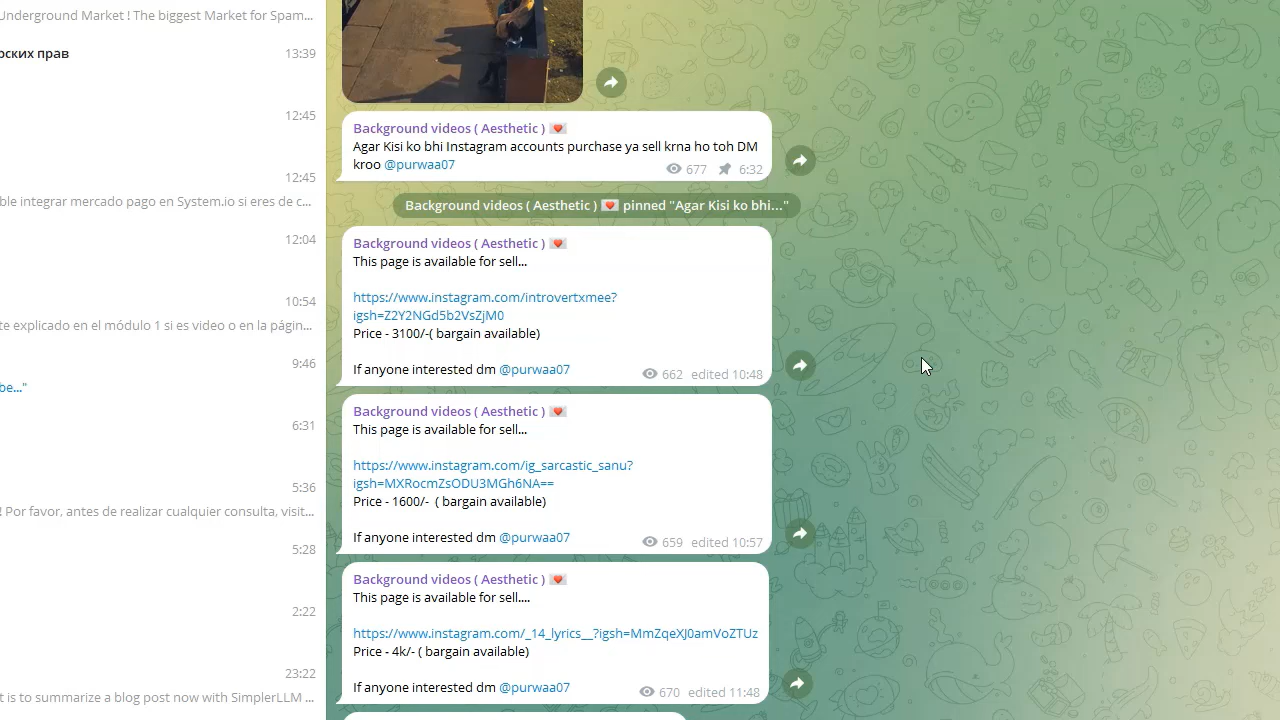 Underground Market ! The biggest Market for Spam...
рских прав
13:39
12:45
12:45
ble integrar mercado pago en System.io si eres de c...
12:04
10:54
te explicado en el módulo 1 si es video o en la págin...
9:46
be..."
6:31
5:36
! Por favor, antes de realizar cualquier consulta, visit...
5:28
2:22
23:22
t is to summarize a blog post now with SimplerLLM ...
Background videos ( Aesthetic ) 💌
Agar Kisi ko bhi Instagram accounts purchase ya sell krna ho toh DM
kroo @purwaa07
677 6:32
Background videos ( Aesthetic ) 💌 pinned "Agar Kisi ko bhi..."
Background videos ( Aesthetic ) 💌
This page is available for sell...
https://www.instagram.com/introvertxmee?
igsh=Z2Y2NGd5b2VsZjM0
Price - 3100/-( bargain available)
If anyone interested dm @purwaa07
662 edited 10:48
Background videos ( Aesthetic ) 💌
This page is available for sell...
https://www.instagram.com/ig_sarcastic_sanu?
igsh=MXRocmZsODU3MGh6NA==
Price - 1600/- ( bargain available)
If anyone interested dm @purwaa07
659 edited 10:57
Background videos ( Aesthetic ) 💌
This page is available for sell....
https://www.instagram.com/_14_lyrics__?igsh=MmZqeXJ0amVoZTUz
Price - 4k/- ( bargain available)
If anyone interested dm @purwaa07
670 edited 11:48